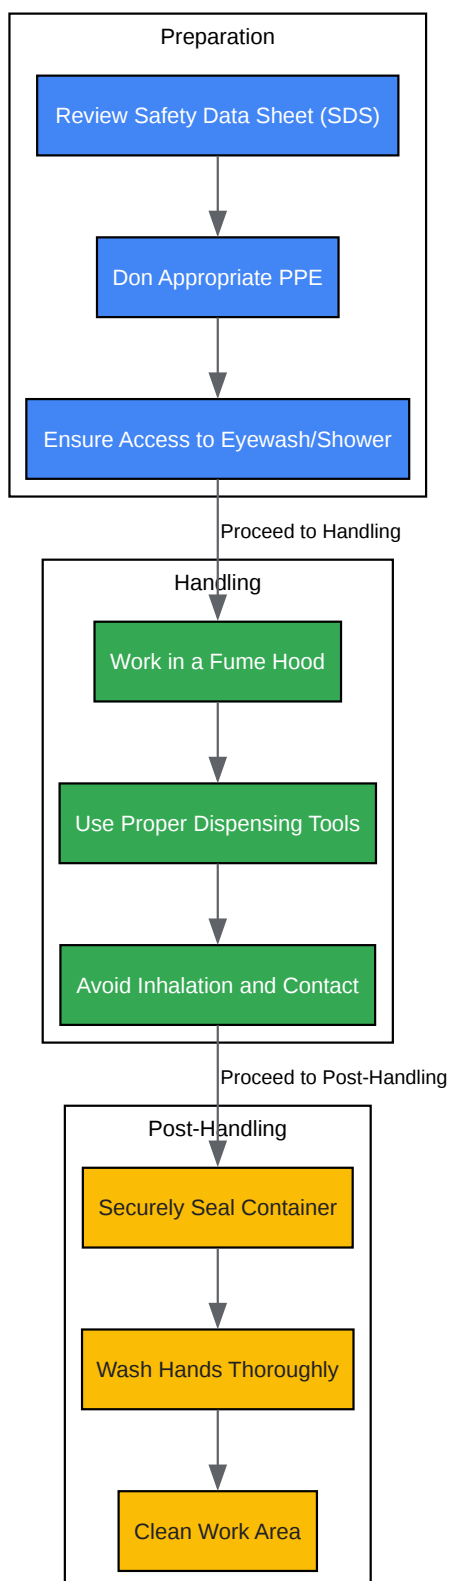 Preparation
Review Safety Data Sheet (SDS)
Don Appropriate PPE
Ensure Access to Eyewash/Shower
Proceed to Handling
Handling
Work in a Fume Hood
Use Proper Dispensing Tools
Avoid Inhalation and Contact
Proceed to Post-Handling
Post-Handling
Securely Seal Container
Wash Hands Thoroughly
Clean Work Area